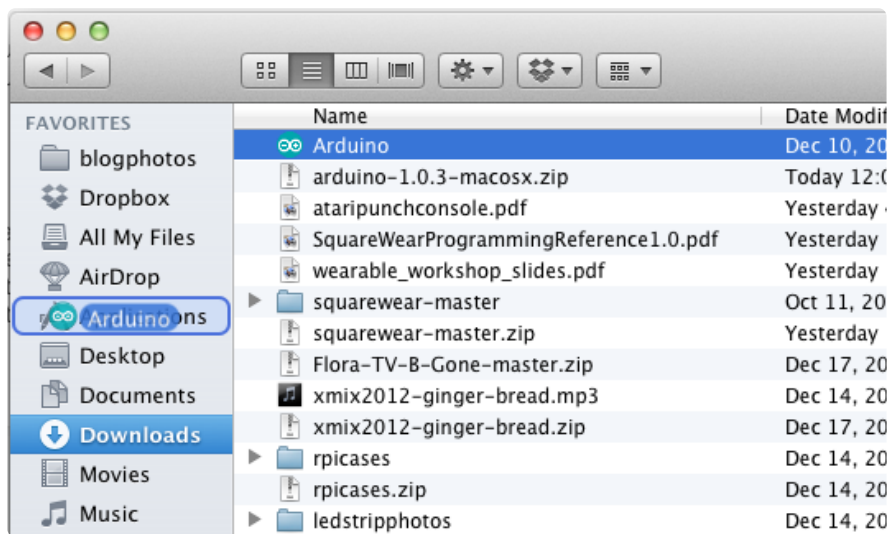 Name Date Modif
FAVORITES
blogphotos
Dropbox
All My Files
AirDrop
Arduino ons
Desktop
Documents
Downloads
Movies
Music
Arduino Dec 10, 20
arduino-1.0.3-macosx.zip Today 12:0
ataripunchconsole.pdf Yesterday
SquareWearProgrammingReference1.0.pdf Yesterday
wearable_workshop_slides.pdf Yesterday
squarewear-master Oct 11, 20
squarewear-master.zip Yesterday
Flora-TV-B-Gone-master.zip Dec 17, 20
xmix2012-ginger-bread.mp3 Dec 14, 20
xmix2012-ginger-bread.zip Dec 17, 20
rpicases Dec 14, 20
rpicases.zip Dec 14, 20
ledstripphotos Dec 14, 20